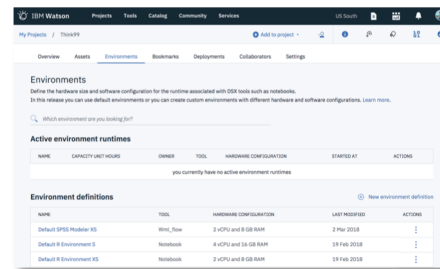 IBM Watson Projects Tools Catalog Community Services US South
My Projects / Think99 Add to project
Overview Assets Environments Bookmarks Deployments Collaborators Settings
Environments
Define the hardware size and software configuration for the runtime associated with DSX tools such as notebooks.
In this release you can use default environments or you can create custom environments with different hardware and software configurations. Learn more.
Which environment are you looking for?
Active environment runtimes
NAME CAPACITY UNIT HOURS OWNER TOOL HARDWARE CONFIGURATION STARTED AT ACTIONS
you currently have no active environment runtimes
Environment definitions New environment definition
NAME TOOL HARDWARE CONFIGURATION LAST MODIFIED ACTIONS
Default SPSS Modeler XS Wml_flow 2 vCPU and 8 GB RAM 2 Mar 2018
Default R Environment S Notebook 4 vCPU and 16 GB RAM 19 Feb 2018
Default R Environment XS Notebook 2 vCPU and 8 GB RAM 19 Feb 2018